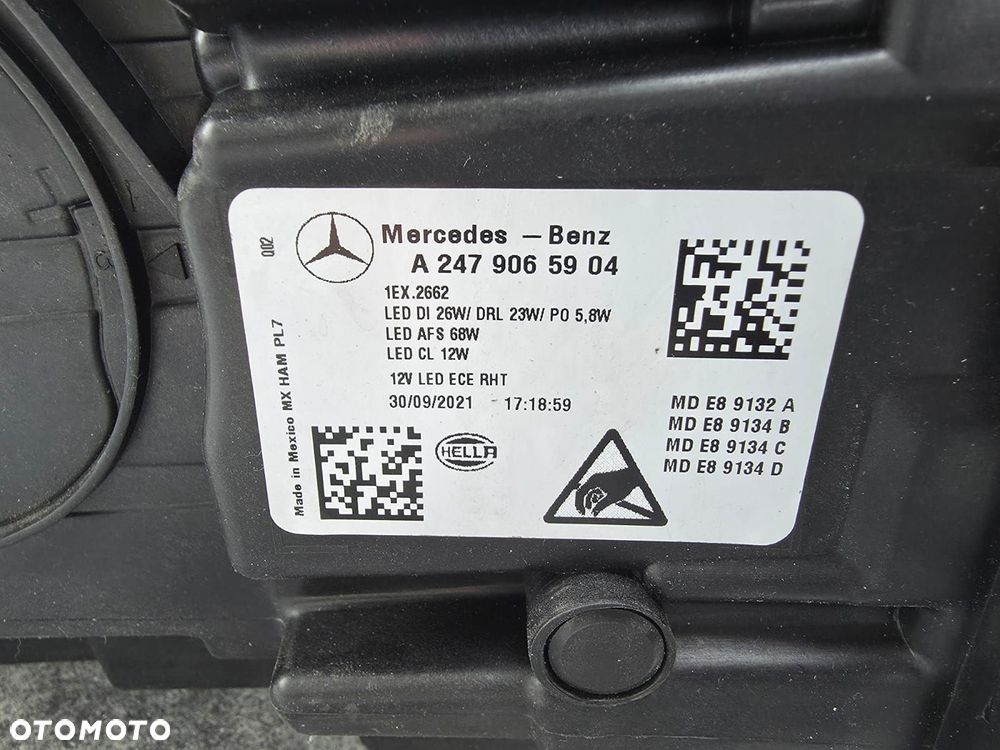 Mercedes - Benz
A 247 906 59 04
1EX.2662
LED DI 26W/ DRL 23W/ PO 5,8W
LED AFS 68W
LED CL 12W
12V LED ECE RHT
30/09/2021 17:18:59
MD E8 9132 A
MD E8 9134 B
MD E8 9134 C
MD E8 9134 D
HELLA
Made in Mexico MX HAM PL7
002
OTOMOTO